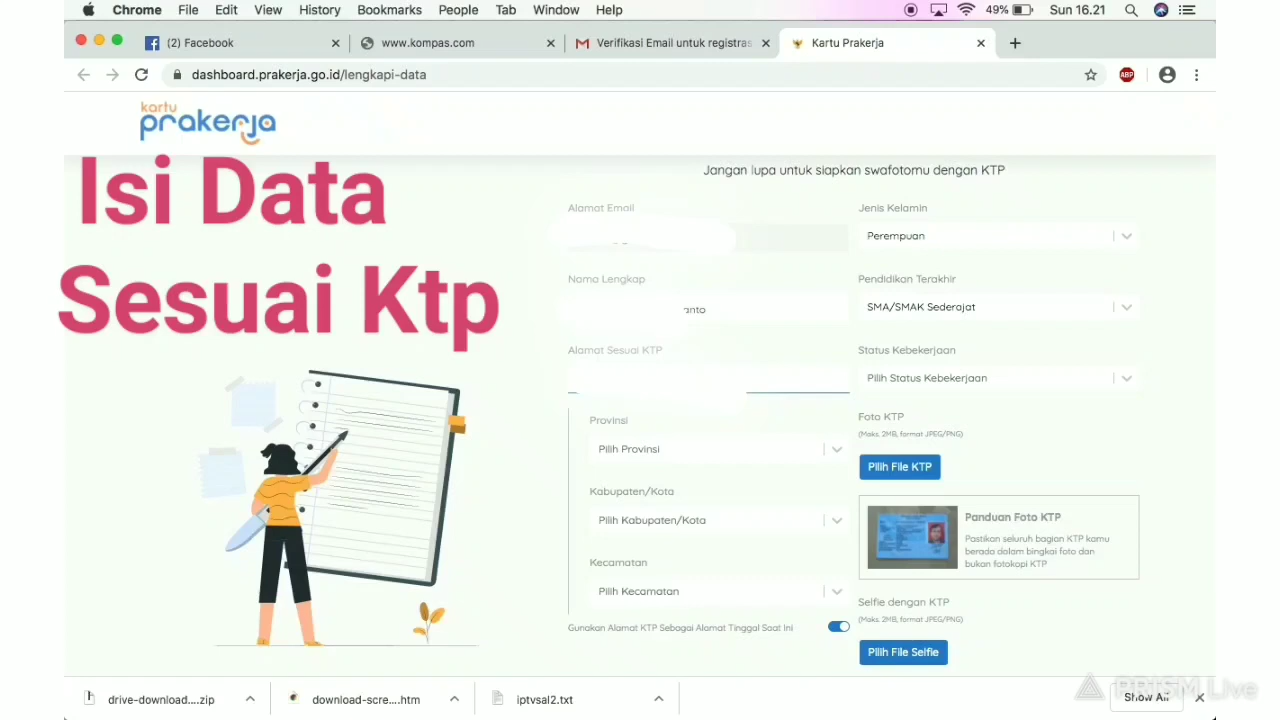 Chrome File Edit View History Bookmarks People Tab Window Help 49% Sun 16.21
(2) Facebook
www.kompas.com
Verifikasi Email untuk registras
Kartu Prakerja
dashboard.prakerja.go.id/lengkapi-data
ABP
kartu
prakerja
Isi Data
Sesuai Ktp
Jangan lupa untuk siapkan swafotomu dengan KTP
Alamat Email
Nama Lengkap
anto
Alamat Sesuai KTP
Provinsi
Pilih Provinsi
Kabupaten/Kota
Pilih Kabupaten/Kota
Kecamatan
Pilih Kecamatan
Gunakan Alamat KTP Sebagai Alamat Tinggal Saat Ini
Jenis Kelamin
Perempuan
Pendidikan Terakhir
SMA/SMAK Sederajat
Status Kebekerjaan
Pilih Status Kebekerjaan
Foto KTP
(Maks. 2MB, format JPEG/PNG)
Pilih File KTP
Panduan Foto KTP
Pastikan seluruh bagian KTP kamu
berada dalam bingkai foto dan
bukan fotokopi KTP
Selfie dengan KTP
(Maks. 2MB, format JPEG/PNG)
Pilih File Selfie
drive-download....zip
download-scre....htm
iptvsal2.txt
Show All
PRISM Live